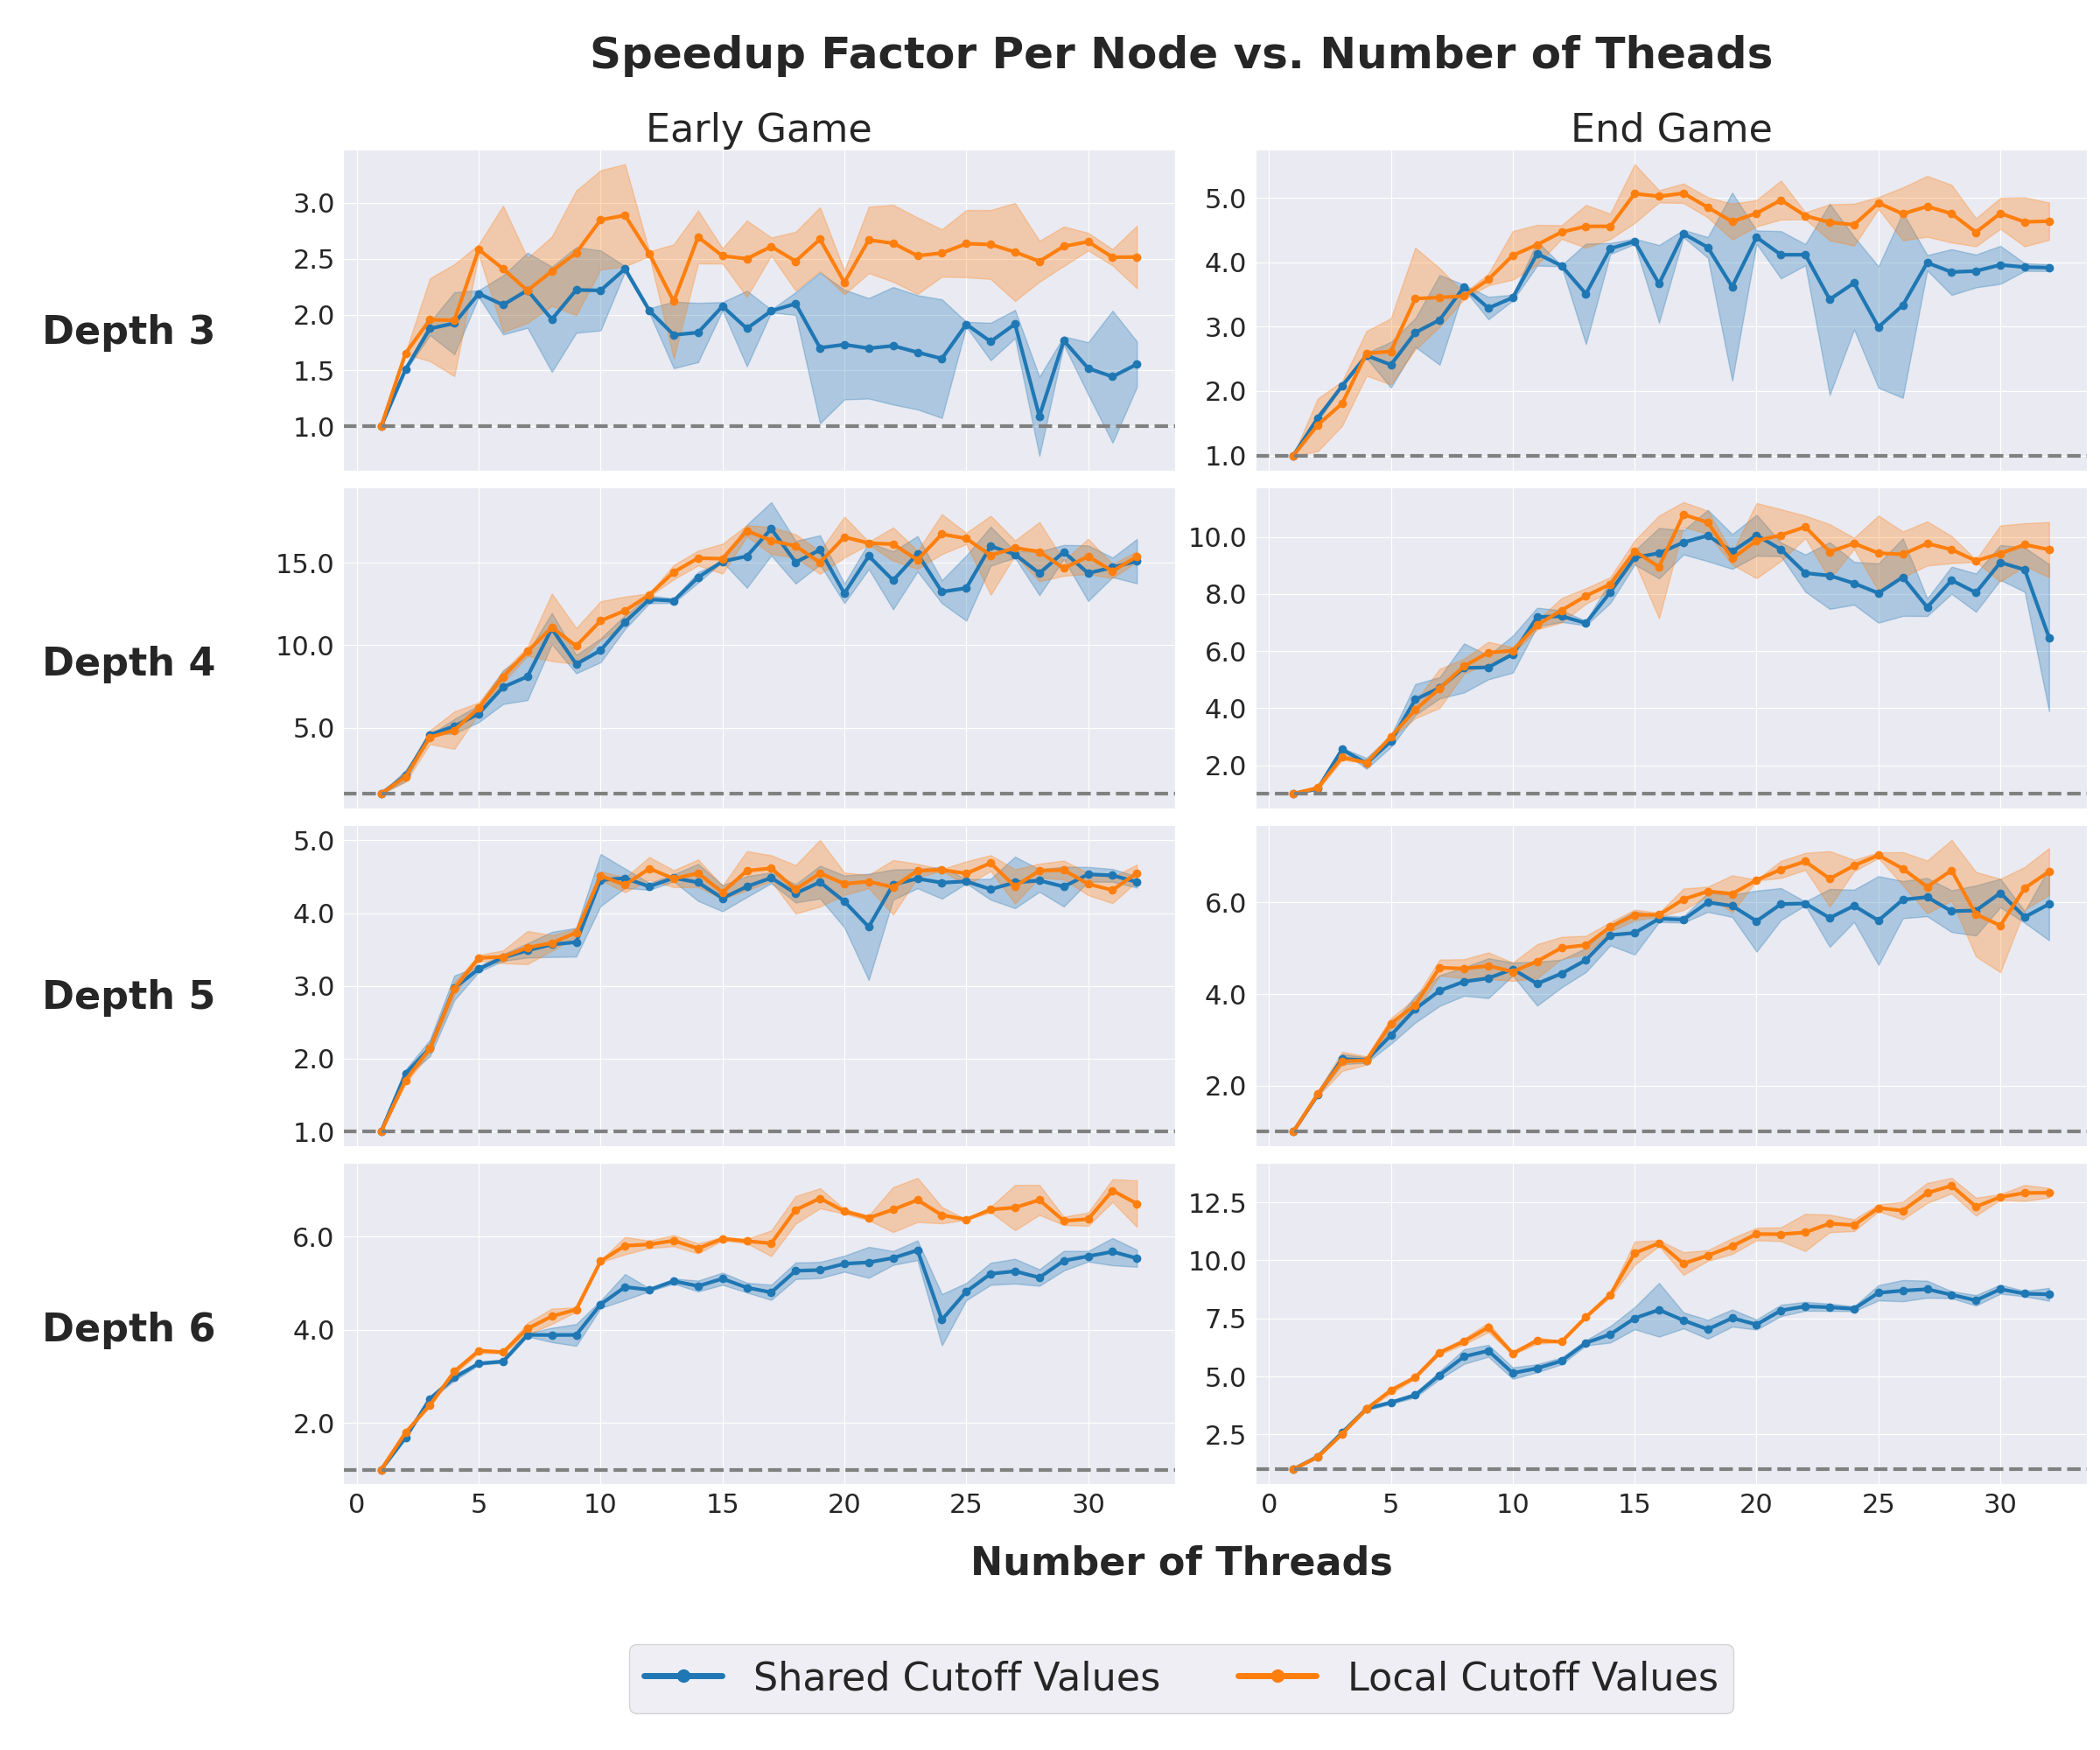 Speedup Factor Per Node vs. Number of Theads
Early Game
End Game
Depth 3
3.0
2.5
2.0
1.5
1.0
5.0
4.0
3.0
2.0
1.0
Depth 4
15.0
10.0
5.0
10.0
8.0
6.0
4.0
2.0
Depth 5
5.0
4.0
3.0
2.0
1.0
6.0
4.0
2.0
Depth 6
6.0
4.0
2.0
12.5
10.0
7.5
5.0
2.5
0 5 10 15 20 25 30
0 5 10 15 20 25 30
Number of Threads
Shared Cutoff Values
Local Cutoff Values